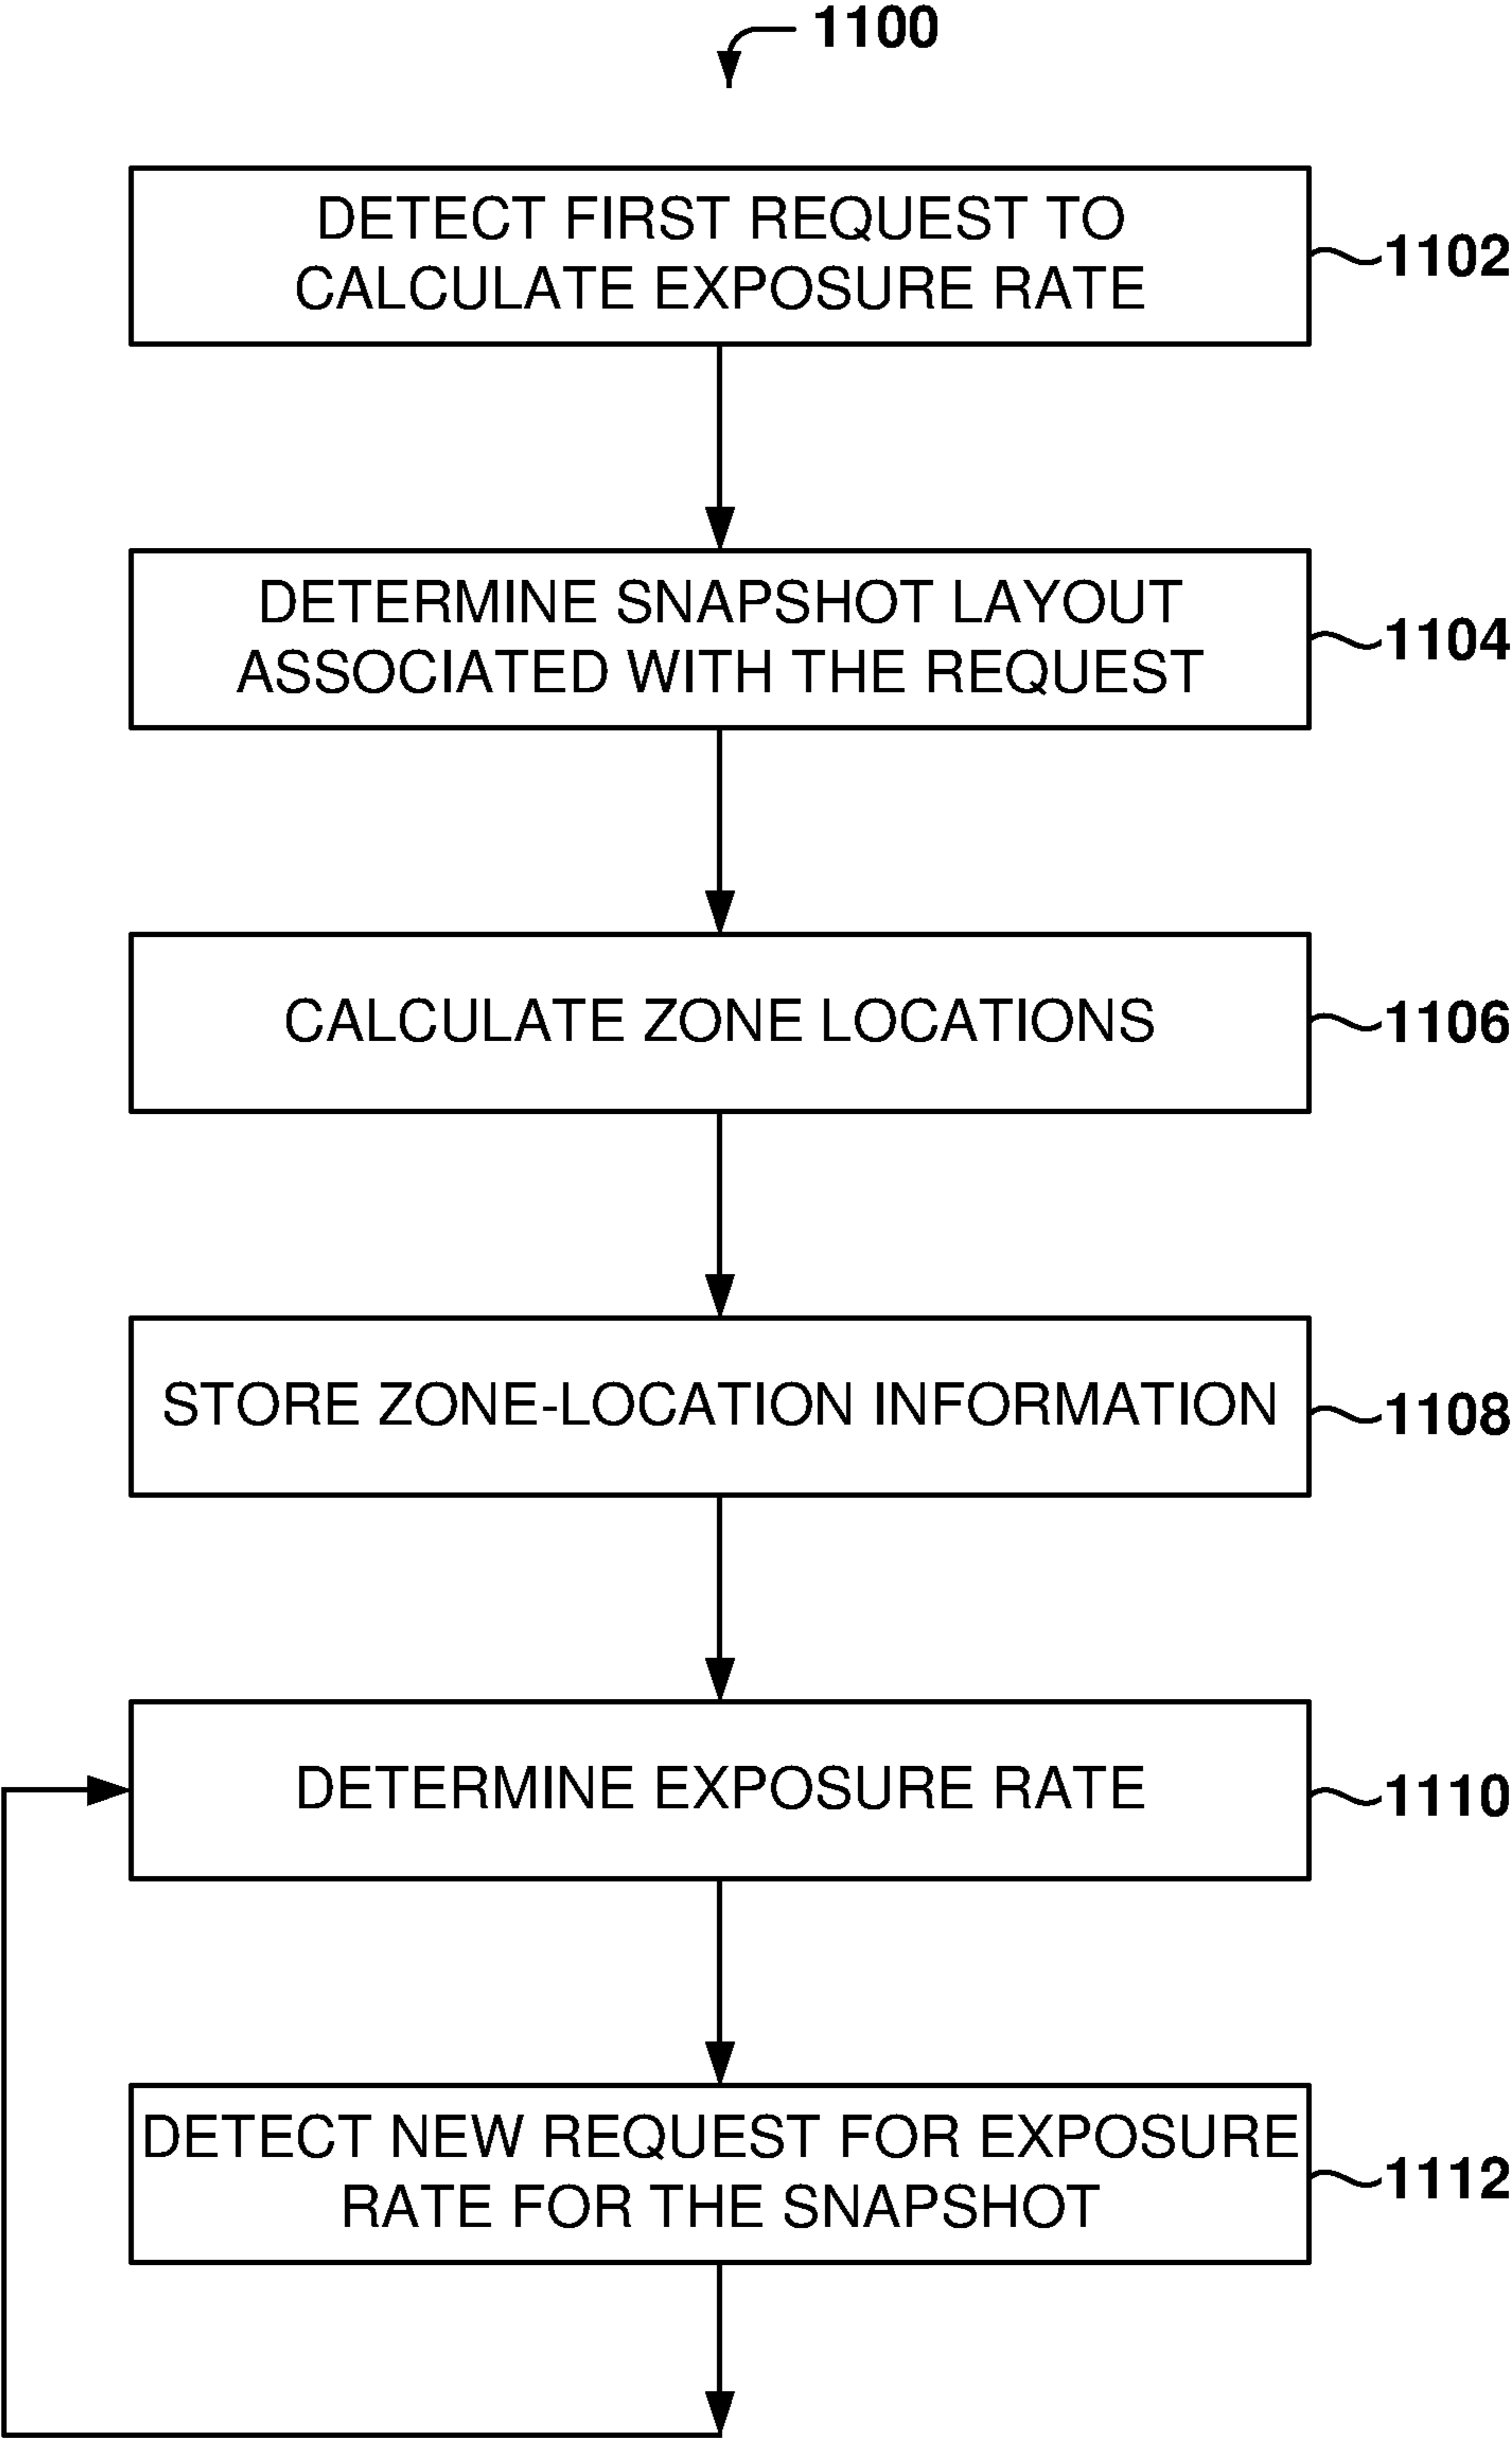 1100
DETECT FIRST REQUEST TO
CALCULATE EXPOSURE RATE
1102
DETERMINE SNAPSHOT LAYOUT
ASSOCIATED WITH THE REQUEST
1104
CALCULATE ZONE LOCATIONS
1106
STORE ZONE-LOCATION INFORMATION
1108
DETERMINE EXPOSURE RATE
1110
DETECT NEW REQUEST FOR EXPOSURE
RATE FOR THE SNAPSHOT
1112